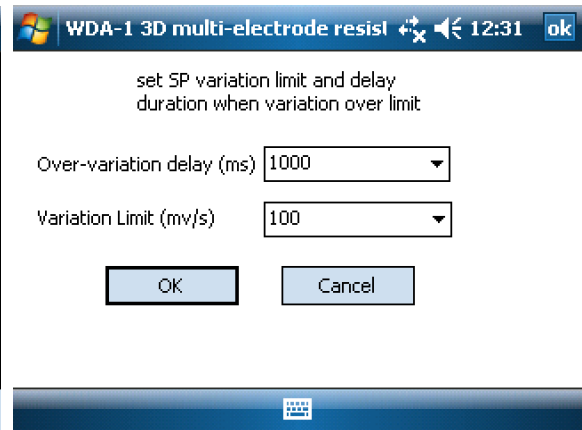 WDA-1 3D multi-electrode resist 12:31 ok
set SP variation limit and delay
duration when variation over limit
Over-variation delay (ms) 1000
Variation Limit (mv/s) 100
OK Cancel